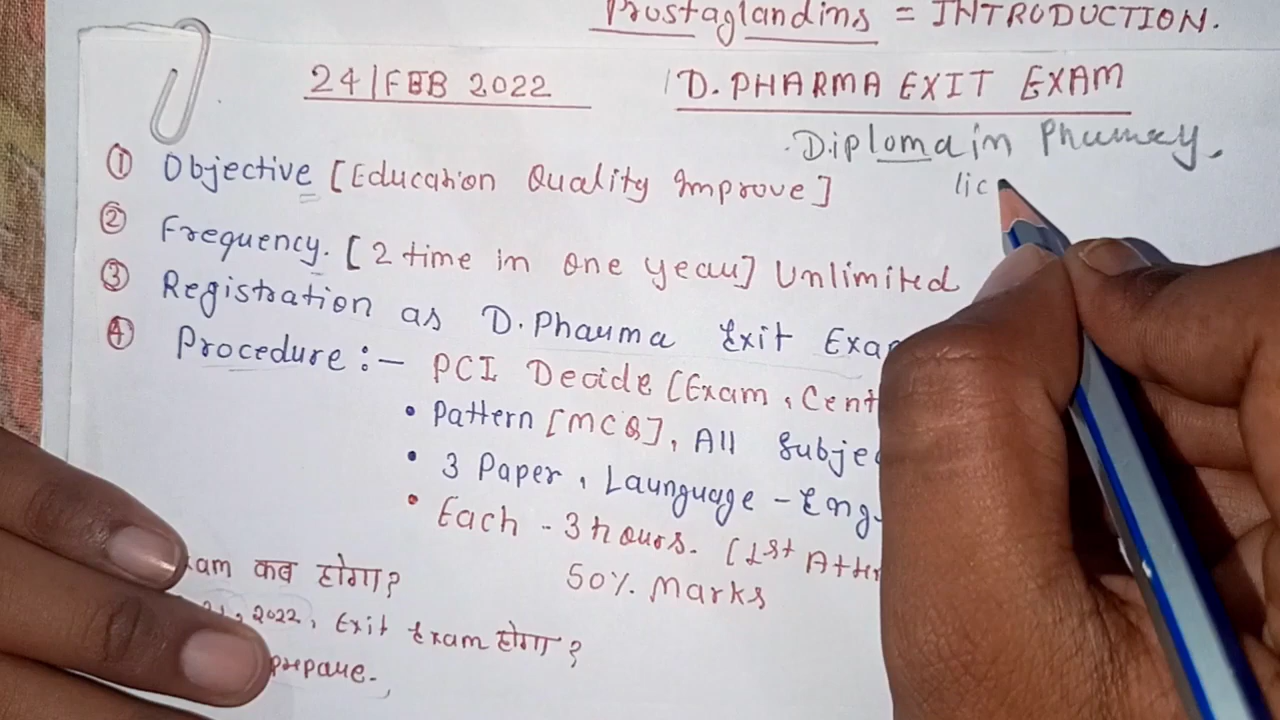 Prostaglandins = INTRODUCTION.
24|FEB 2022 D. PHARMA EXIT EXAM
Diploma in
① Objective [Education Quality Improve] lic
② Frequency. [2 time in one year] Unlimited
③ Registration as D. Pharma Exit Exa
④ Procedure :- PCI Decide [Exam, Cent
• Pattern [MCQ], All Subje
• 3 Paper, Launguage - Eng.
• Each - 3 hours. [1st Atte
50% Marks
xam कब होगा?
2022, Exit Exam होगा?
prepare.